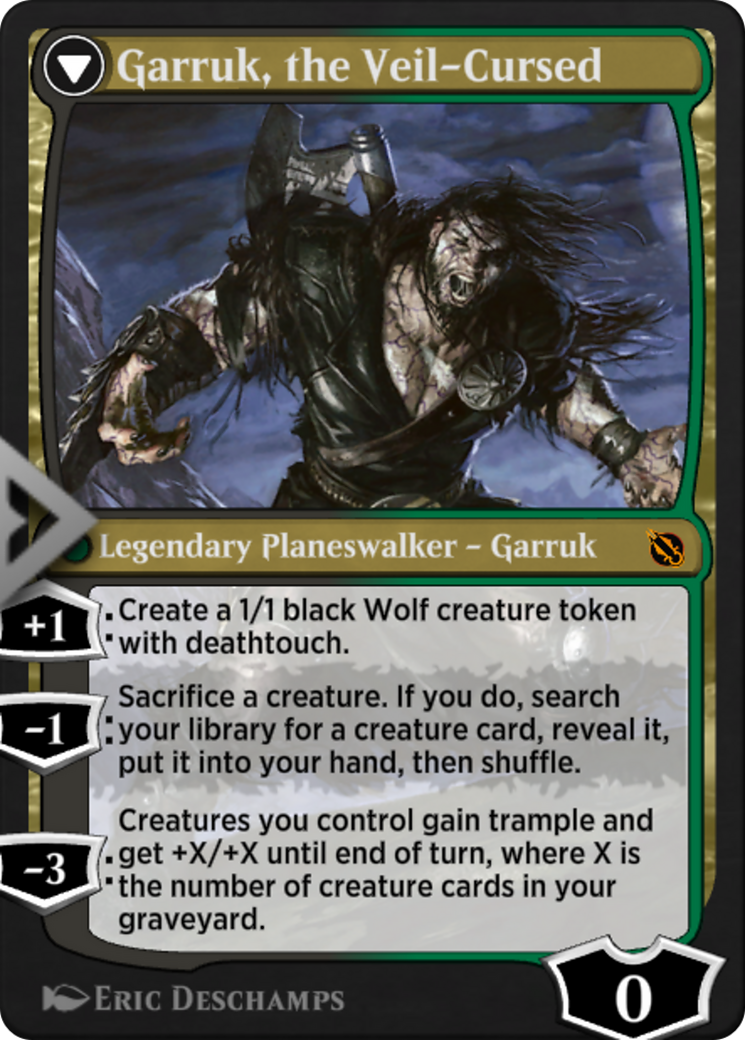 Garruk, the Veil-Cursed
Legendary Planeswalker – Garruk
+1
: Create a 1/1 black Wolf creature token
with deathtouch.
–1
: Sacrifice a creature. If you do, search
your library for a creature card, reveal it,
put it into your hand, then shuffle.
–3
: Creatures you control gain trample and
get +X/+X until end of turn, where X is
the number of creature cards in your
graveyard.
Eric Deschamps
0